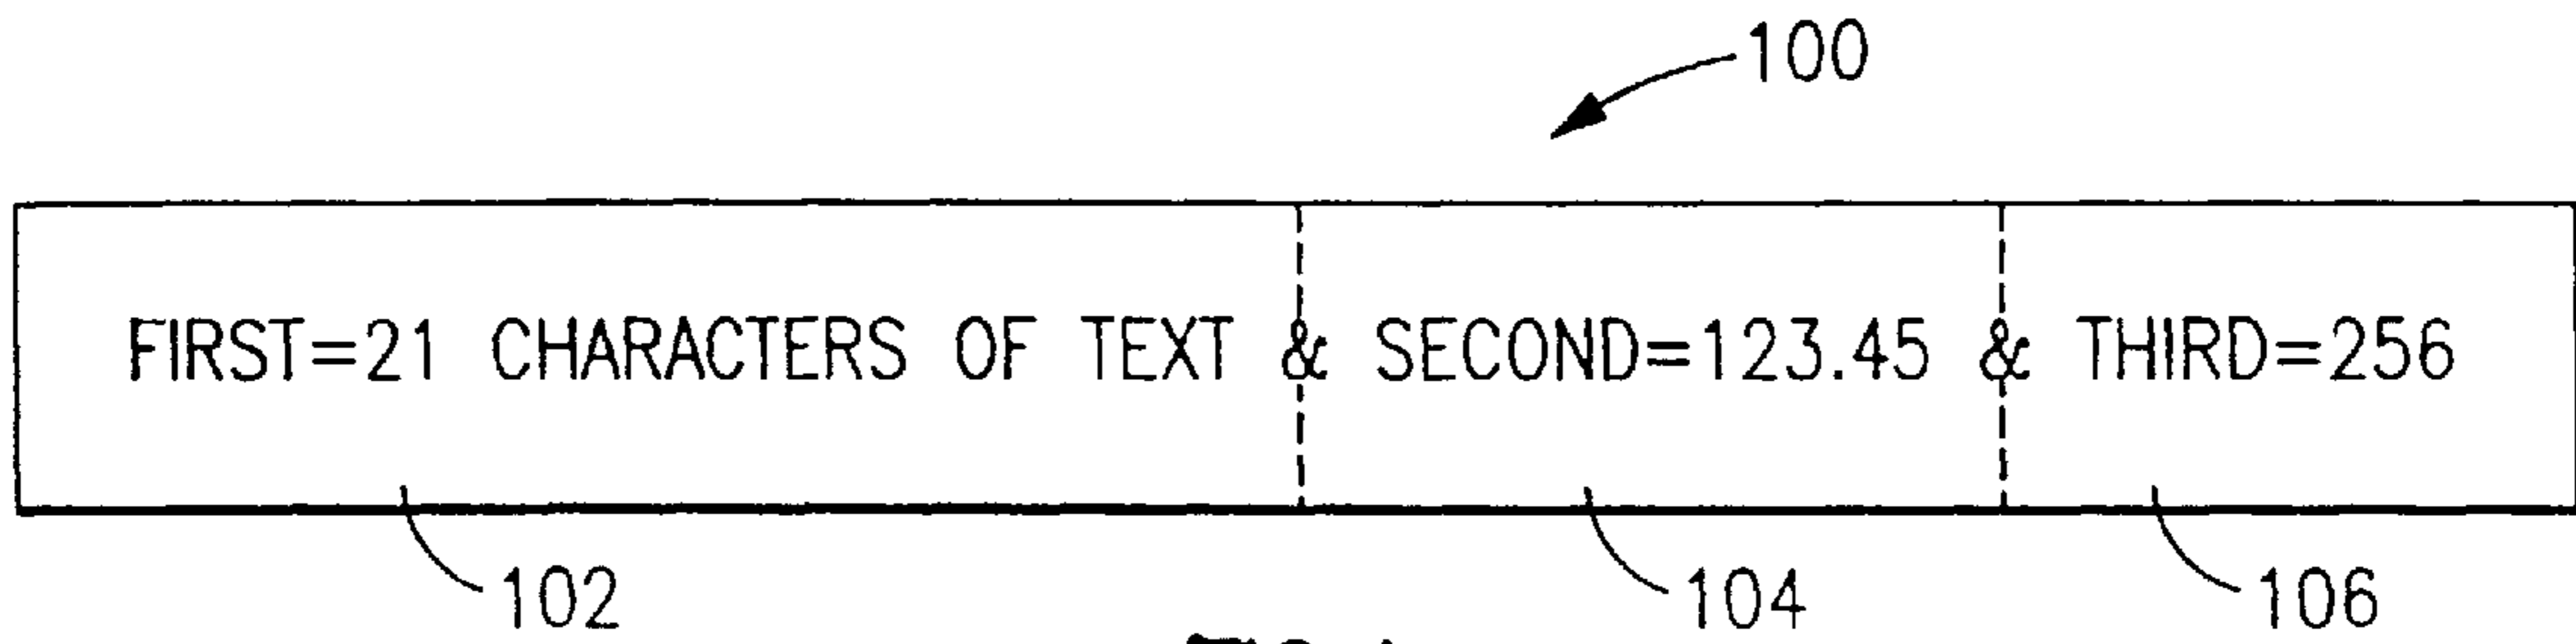 100
FIRST=21 CHARACTERS OF TEXT & SECOND=123.45 & THIRD=256
102 104 106